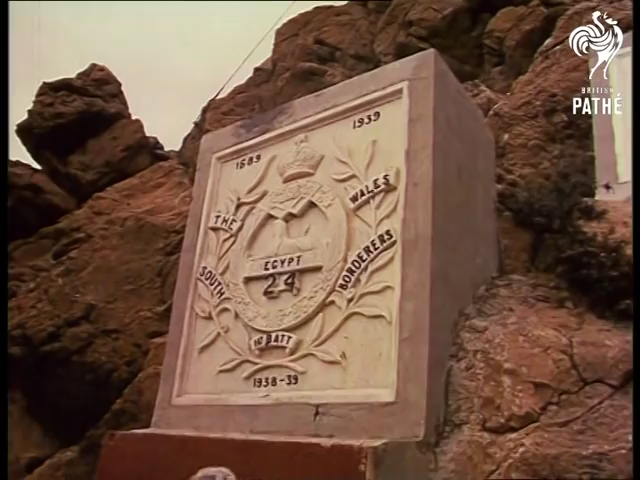 BRITISH
PATHÉ
1689
1939
THE
SOUTH
WALES
BORDERERS
EGYPT
24
1ST BATT
1938-39